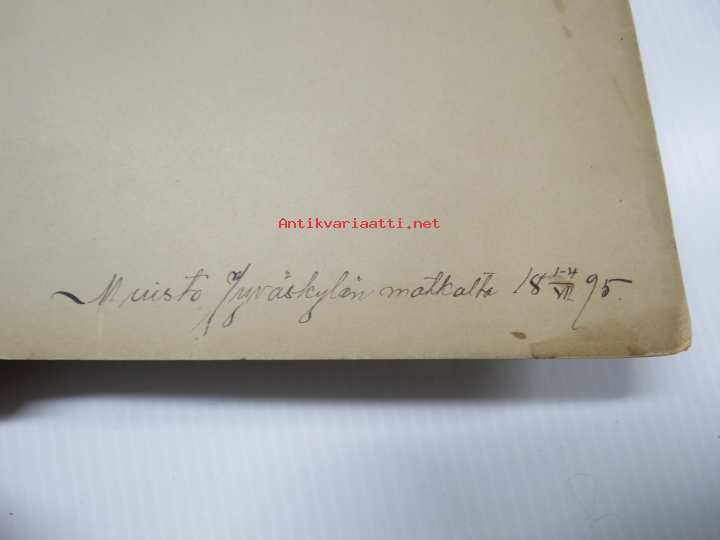 Antikvariaatti.net
Muisto Jyväskylän matkalta 18 1-4/VII 95.